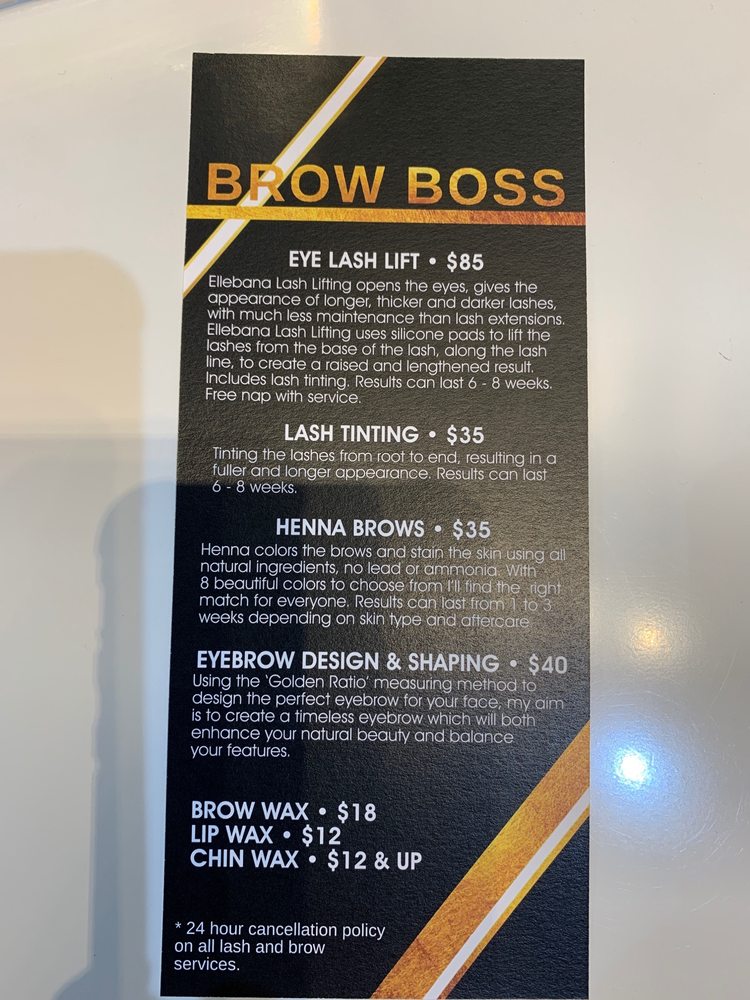 BROW BOSS
EYE LASH LIFT • $85
Ellebana Lash Lifting opens the eyes, gives the
appearance of longer, thicker and darker lashes,
with much less maintenance than lash extensions.
Ellebana Lash Lifting uses silicone pads to lift the
lashes from the base of the lash, along the lash
line, to create a raised and lengthened result.
Includes lash tinting. Results can last 6 - 8 weeks.
Free nap with service.
LASH TINTING • $35
Tinting the lashes from root to end, resulting in a
fuller and longer appearance. Results can last
6 - 8 weeks.
HENNA BROWS • $35
Henna colors the brows and stain the skin using all
natural ingredients, no lead or ammonia. With
8 beautiful colors to choose from I'll find the right
match for everyone. Results can last from 1 to 3
weeks depending on skin type and aftercare.
EYEBROW DESIGN & SHAPING • $40
Using the 'Golden Ratio' measuring method to
design the perfect eyebrow for your face, my aim
is to create a timeless eyebrow which will both
enhance your natural beauty and balance
your features.
BROW WAX • $18
LIP WAX • $12
CHIN WAX • $12 & UP
* 24 hour cancellation policy
on all lash and brow
services.